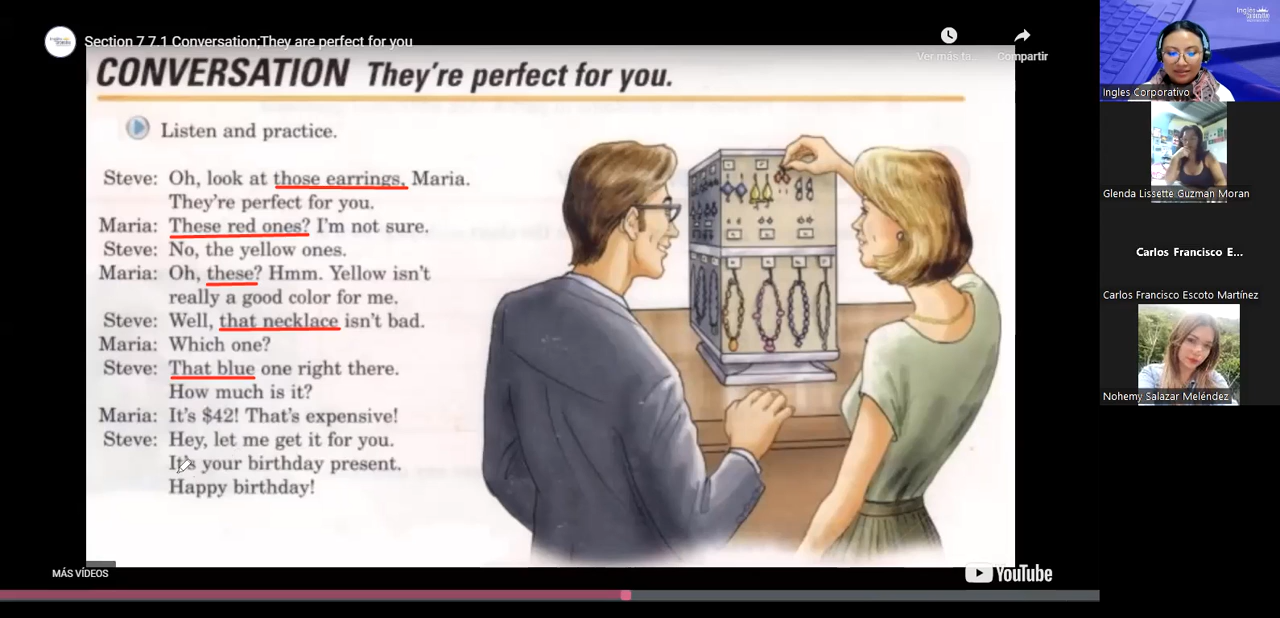 Section 7 7.1 Conversation;They are perfect for you
Ver más ta...
Compartir
CONVERSATION They're perfect for you.
Listen and practice.
Steve: Oh, look at those earrings, Maria.
They're perfect for you.
Maria: These red ones? I'm not sure.
Steve: No, the yellow ones.
Maria: Oh, these? Hmm. Yellow isn't
really a good color for me.
Steve: Well, that necklace isn't bad.
Maria: Which one?
Steve: That blue one right there.
How much is it?
Maria: It's $42! That's expensive!
Steve: Hey, let me get it for you.
It's your birthday present.
Happy birthday!
MÁS VÍDEOS
YouTube
Ingles Corporativo
Glenda Lissette Guzman Moran
Carlos Francisco E...
Carlos Francisco Escoto Martínez
Nohemy Salazar Meléndez